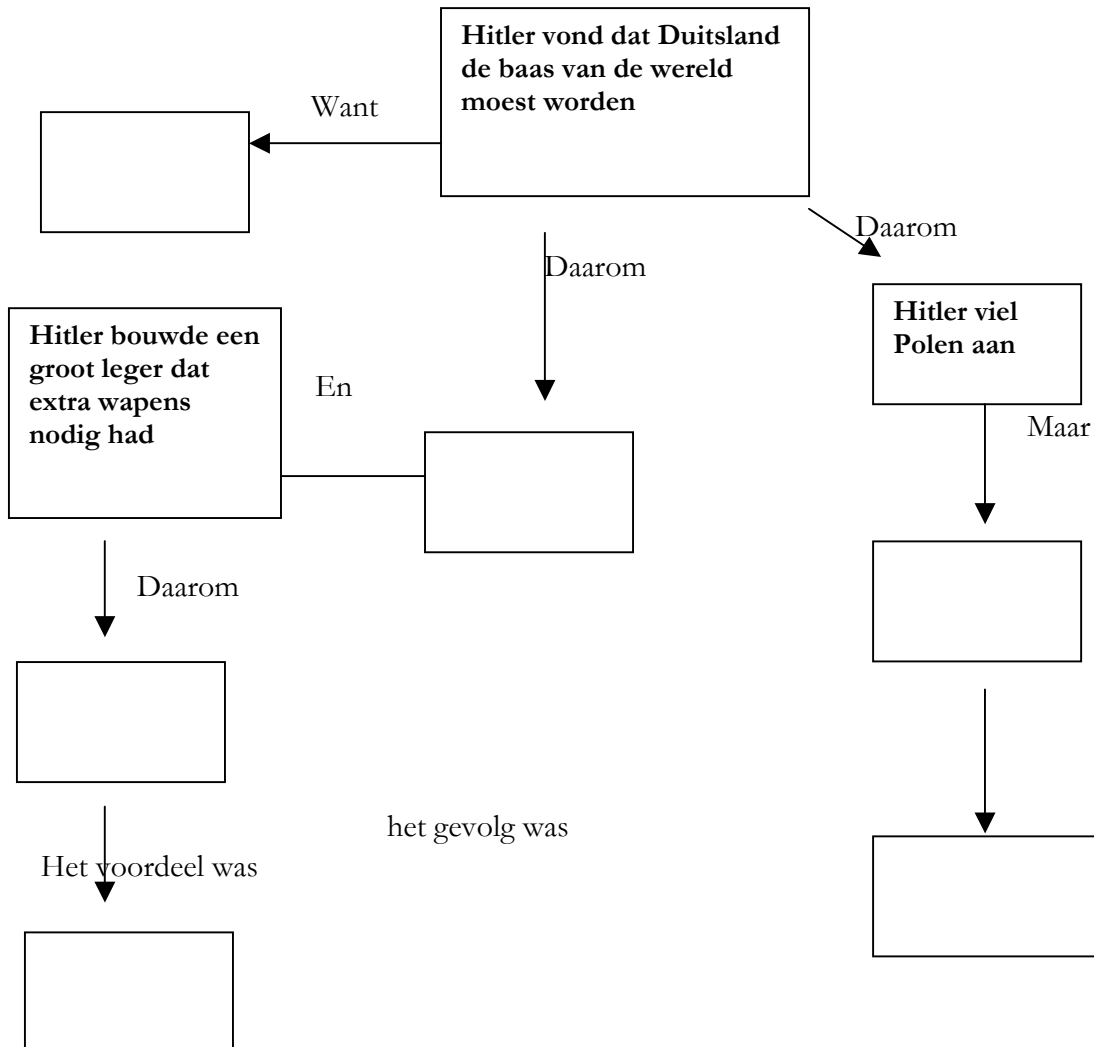 Hitler vond dat Duitsland
de baas van de wereld
moest worden
Want
Daarom
Daarom
Hitler bouwde een
groot leger dat
extra wapens
nodig had
En
Hitler viel
Polen aan
Maar
Daarom
het gevolg was
Het voordeel was